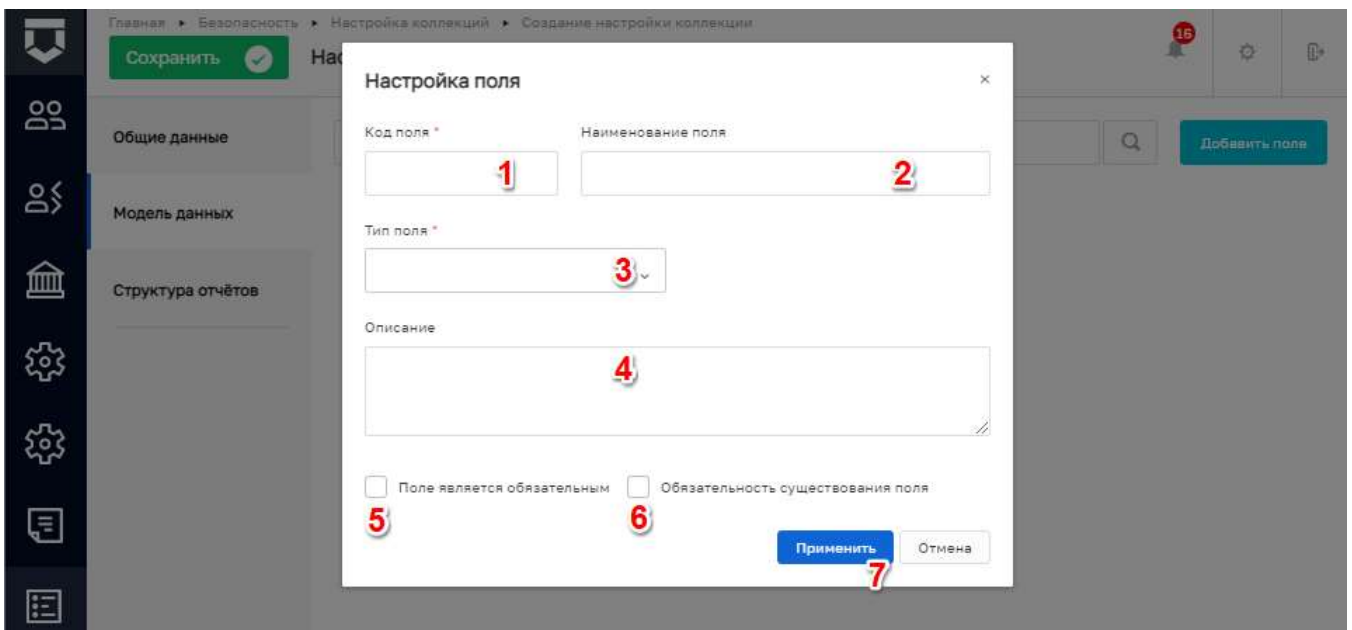 Главная ▸ Безопасность ▸ Настройка коллекций ▸ Создание настройки коллекции
Сохранить
Нас
16
Общие данные
Модель данных
Структура отчётов
Добавить поле
Настройка поля ×
Код поля * Наименование поля
1 2
Тип поля *
3
Описание
4
Поле является обязательным Обязательность существования поля
5 6
Применить Отмена
7